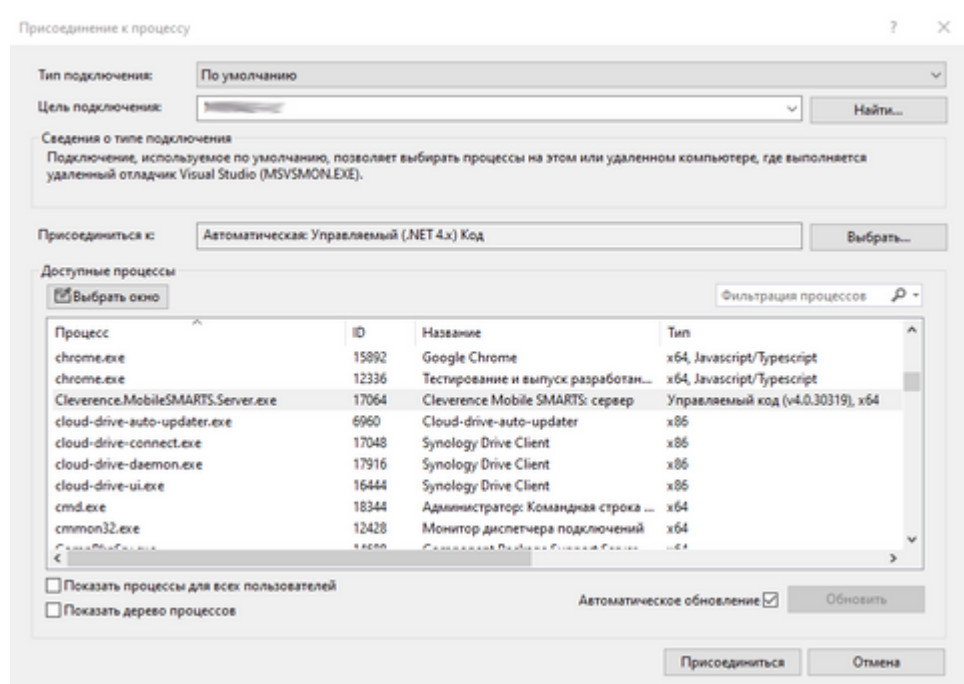 Присоединение к процессу ? ×
Тип подключения: По умолчанию
Цель подключения: Найти...
Сведения о типе подключения
Подключение, используемое по умолчанию, позволяет выбирать процессы на этом или удаленном компьютере, где выполняется
удаленный отладчик Visual Studio (MSVSMON.EXE).
Присоединиться к: Автоматическая: Управляемый (.NET 4.x) Код Выбрать...
Доступные процессы
Выбрать окно Фильтрация процессов
Процесс ID Название Тип
chrome.exe 15892 Google Chrome x64, Javascript/Typescript
chrome.exe 12336 Тестирование и выпуск разработан... x64, Javascript/Typescript
Cleverence.MobileSMARTS.Server.exe 17064 Cleverence Mobile SMARTS: сервер Управляемый код (v4.0.30319), x64
cloud-drive-auto-updater.exe 6960 Cloud-drive-auto-updater x86
cloud-drive-connect.exe 17048 Synology Drive Client x86
cloud-drive-daemon.exe 17916 Synology Drive Client x86
cloud-drive-ui.exe 16444 Synology Drive Client x86
cmd.exe 18344 Администратор: Командная строка ... x64
cmmon32.exe 12428 Монитор диспетчера подключений x64
Показать процессы для всех пользователей
Показать дерево процессов
Автоматическое обновление Обновить
Присоединиться Отмена